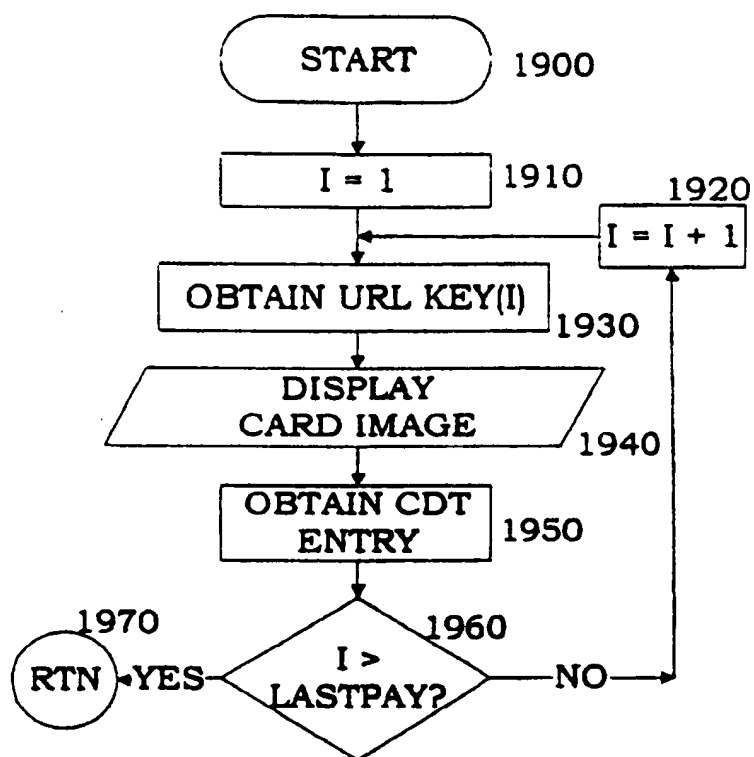 START
1900
I = 1
1910
1920
I = I + 1
OBTAIN URL KEY(I)
1930
DISPLAY
CARD IMAGE
1940
OBTAIN CDT
ENTRY
1950
1970
1960
RTN
YES
I >
LASTPAY?
NO